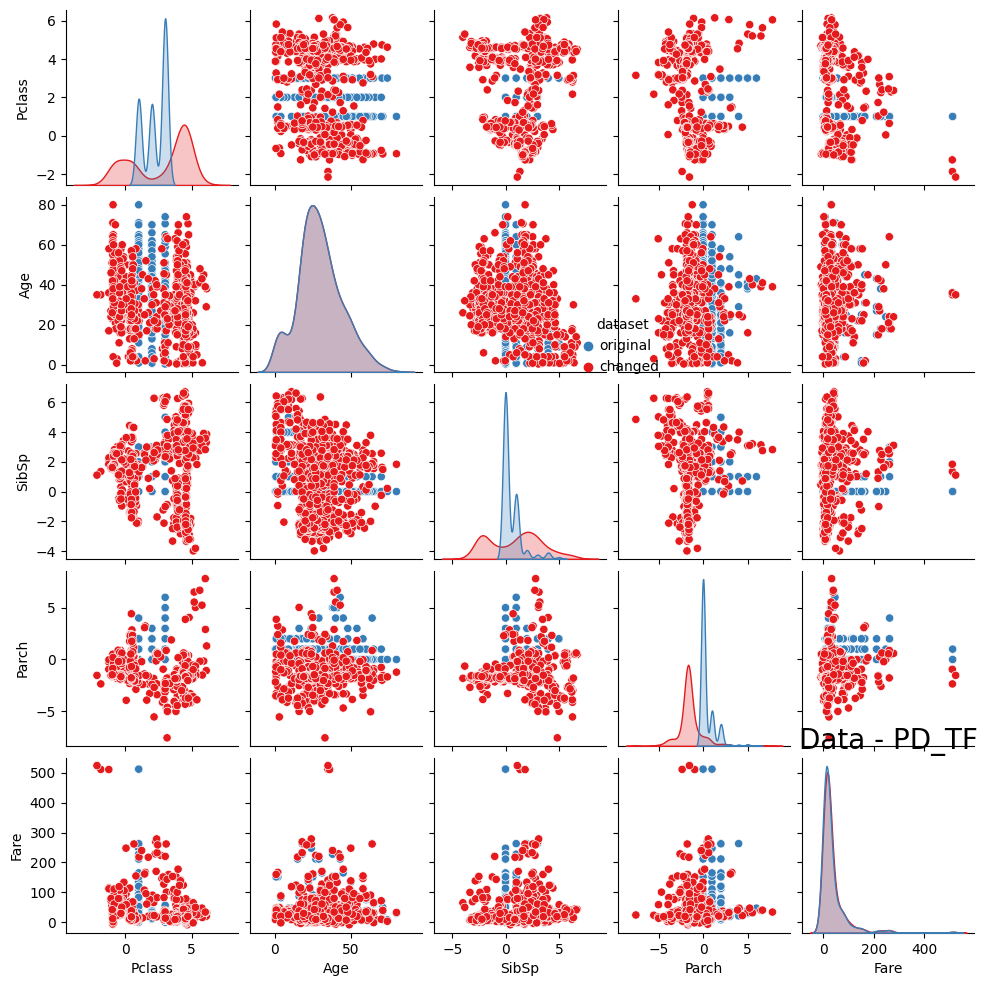 6
4
2
0
−2
Pclass
80
60
40
20
0
Age
dataset
original
changed
6
4
2
0
−2
−4
SibSp
5
0
−5
Parch
Data - PD_TF
500
400
300
200
100
0
Fare
0 5
0 50
−5 0 5
−5 0 5
0 200 400
Pclass Age SibSp Parch Fare